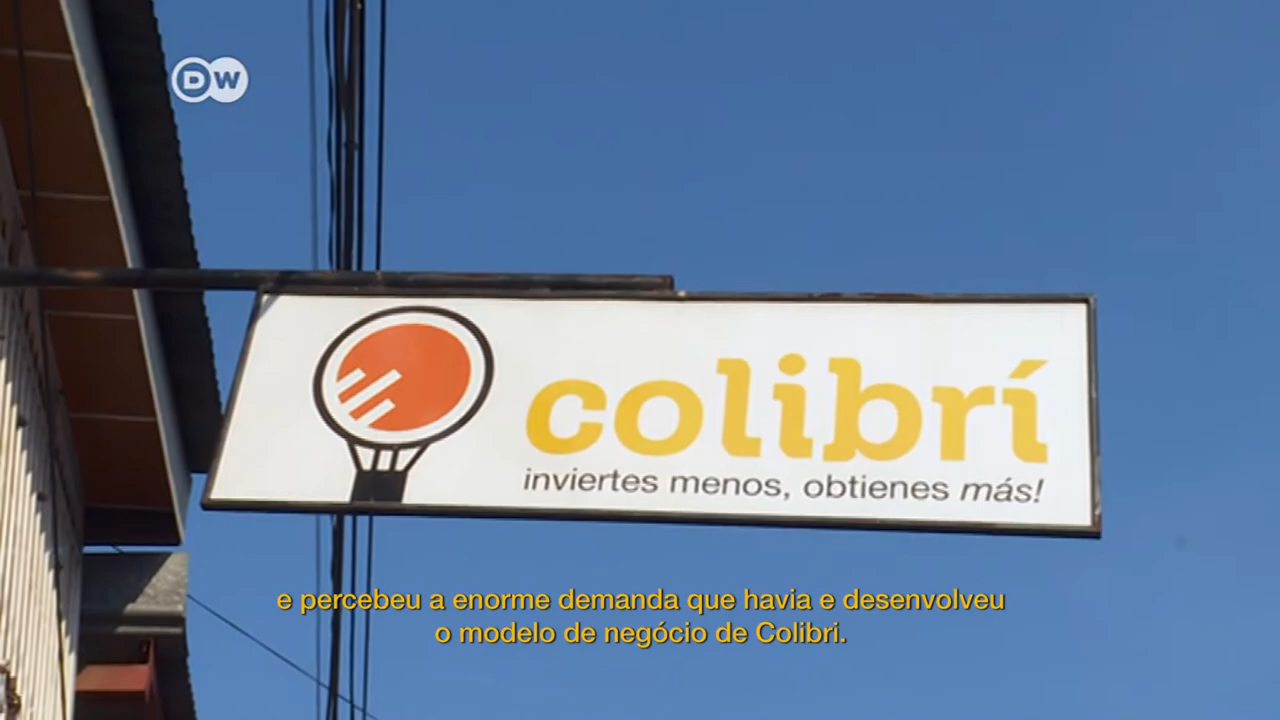 DW
colibrí
inviertes menos, obtienes más!
e percebeu a enorme demanda que havia e desenvolveu
o modelo de negócio de Colibri.